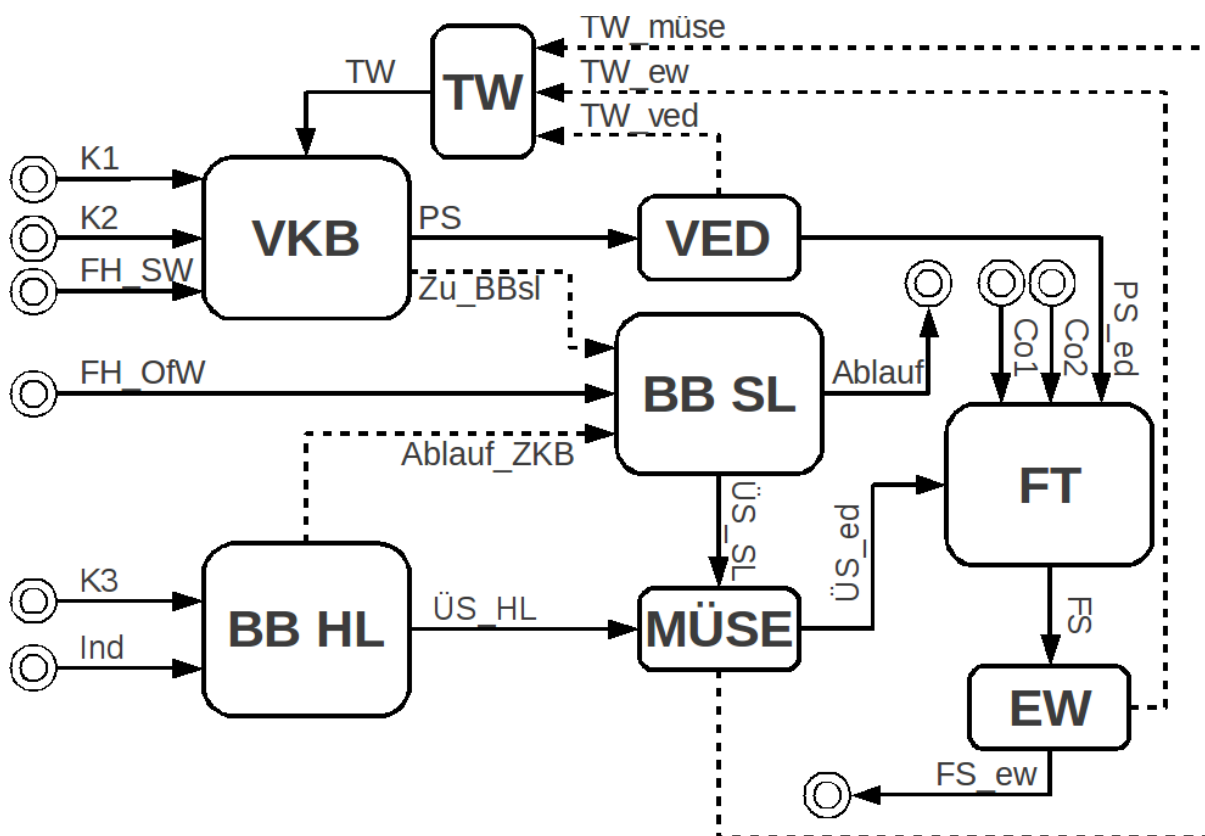 TW_müse
TW
TW_ew
TW
TW_ved
K1
K2
VKB
PS
VED
FH_SW
Zu_BBsl
PS_ed
Co1
Co2
FH_OfW
BB SL
Ablauf
Ablauf_ZKB
FT
ÜS_SL
ÜS_ed
K3
ÜS_HL
BB HL
MÜSE
FS
Ind
EW
FS_ew